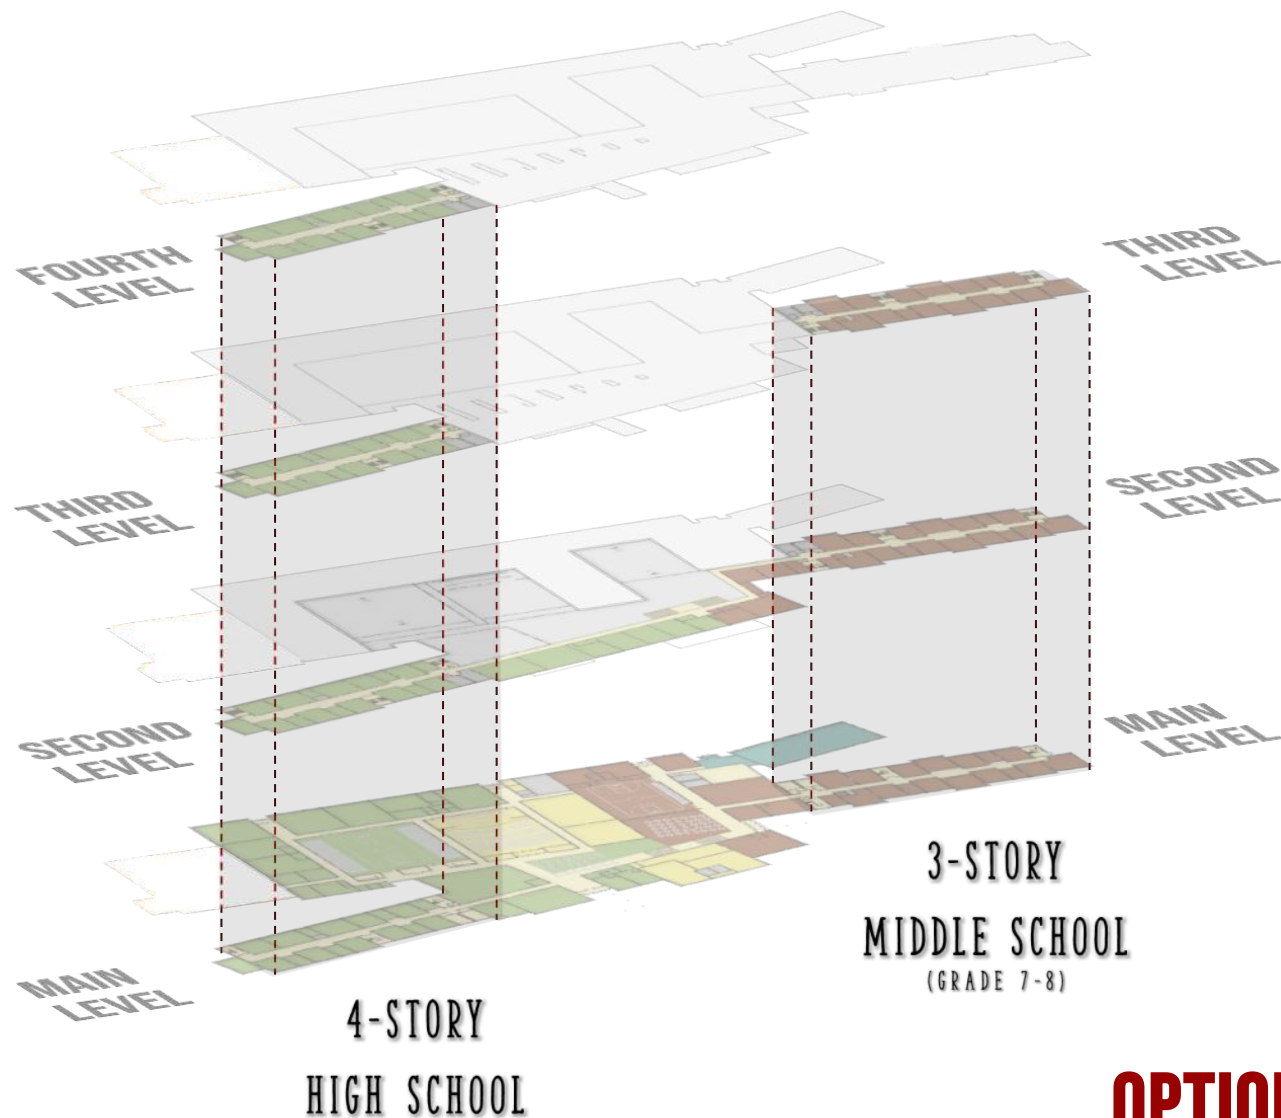 FOURTH
LEVEL
THIRD
LEVEL
THIRD
LEVEL
SECOND
LEVEL
SECOND
LEVEL
MAIN
LEVEL
MAIN
LEVEL
3-STORY
MIDDLE SCHOOL
(GRADE 7-8)
4-STORY
HIGH SCHOOL